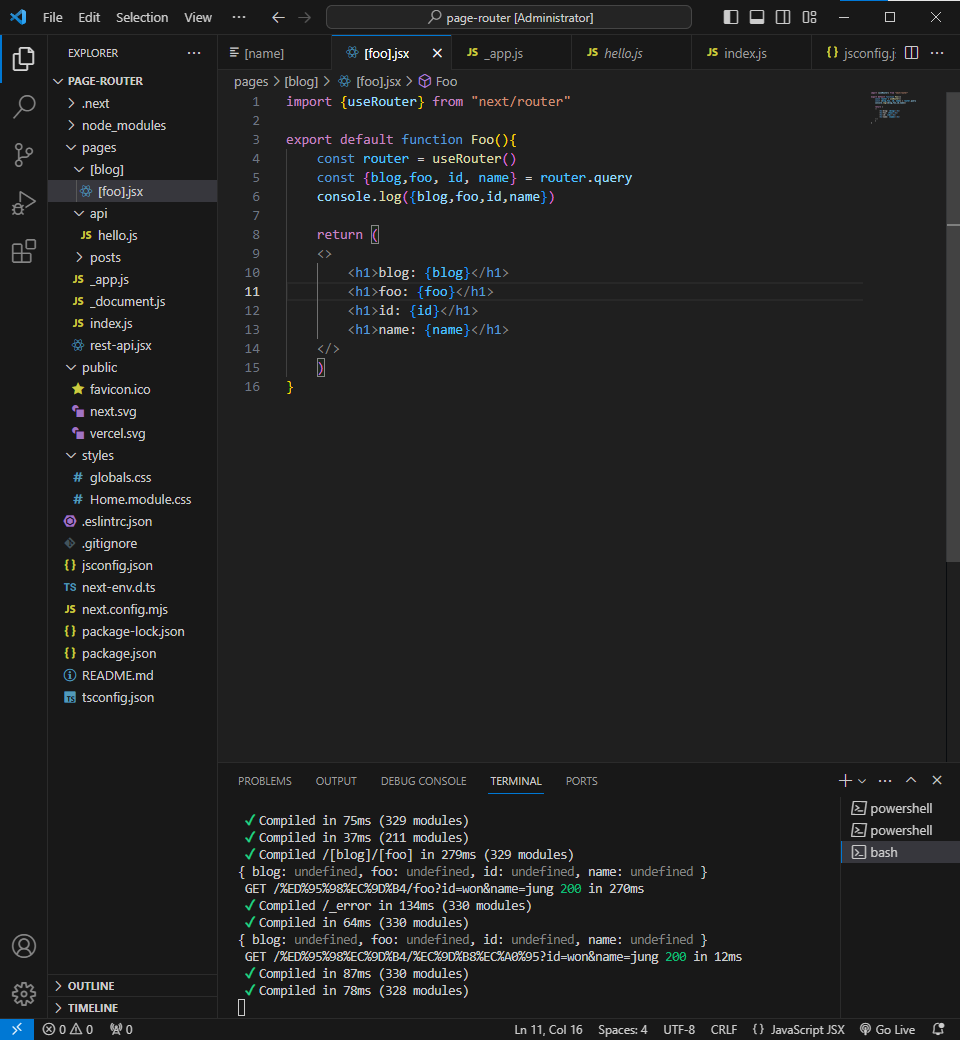 File Edit Selection View ··· page-router [Administrator]
EXPLORER ···
PAGE-ROUTER
.next
node_modules
pages
[blog]
[foo].jsx
api
JS hello.js
posts
JS _app.js
JS _document.js
JS index.js
rest-api.jsx
public
favicon.ico
next.svg
vercel.svg
styles
# globals.css
# Home.module.css
.eslintrc.json
.gitignore
{} jsconfig.json
TS next-env.d.ts
JS next.config.mjs
{} package-lock.json
{} package.json
README.md
TS tsconfig.json
OUTLINE
TIMELINE
[name] [foo].jsx JS _app.js JS hello.js JS index.js {} jsconfig.j ···
pages > [blog] > [foo].jsx > Foo
1 import {useRouter} from "next/router"
2
3 export default function Foo(){
4 const router = useRouter()
5 const {blog,foo, id, name} = router.query
6 console.log({blog,foo,id,name})
7
8 return (
9 <>
10 <h1>blog: {blog}</h1>
11 <h1>foo: {foo}</h1>
12 <h1>id: {id}</h1>
13 <h1>name: {name}</h1>
14 </>
15 )
16 }
PROBLEMS OUTPUT DEBUG CONSOLE TERMINAL PORTS
✓ Compiled in 75ms (329 modules)
✓ Compiled in 37ms (211 modules)
✓ Compiled /[blog]/[foo] in 279ms (329 modules)
{ blog: undefined, foo: undefined, id: undefined, name: undefined }
GET /%ED%95%98%EC%9D%B4/foo?id=won&name=jung 200 in 270ms
✓ Compiled /_error in 134ms (330 modules)
✓ Compiled in 64ms (330 modules)
{ blog: undefined, foo: undefined, id: undefined, name: undefined }
GET /%ED%95%98%EC%9D%B4/%EC%9D%B8%EC%A0%95?id=won&name=jung 200 in 12ms
✓ Compiled in 87ms (330 modules)
✓ Compiled in 78ms (328 modules)
powershell
powershell
bash
0 0 0 Ln 11, Col 16 Spaces: 4 UTF-8 CRLF {} JavaScript JSX Go Live